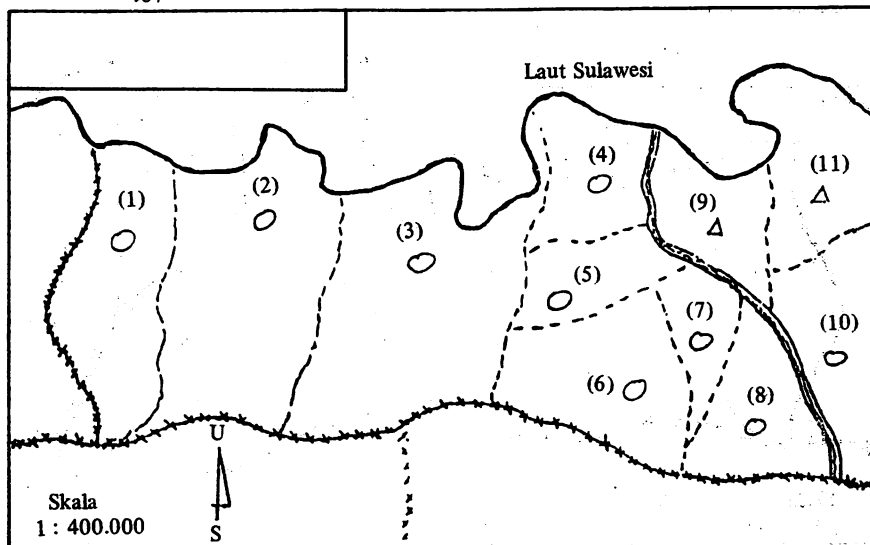 Laut Sulawesi
(1)
(2)
(3)
(4)
(5)
(6)
(7)
(8)
(9)
(10)
(11)
U
S
Skala
1 : 400.000